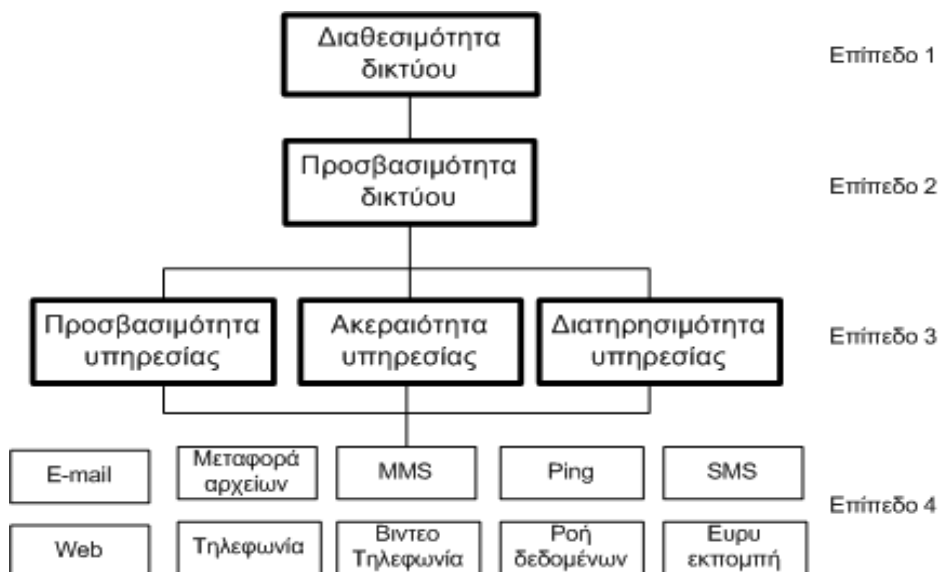 Διαθεσιμότητα
δικτύου
Επίπεδο 1
Προσβασιμότητα
δικτύου
Επίπεδο 2
Προσβασιμότητα
υπηρεσίας
Ακεραιότητα
υπηρεσίας
Διατηρησιμότητα
υπηρεσίας
Επίπεδο 3
E-mail
Μεταφορά
αρχείων
MMS
Ping
SMS
Επίπεδο 4
Web
Τηλεφωνία
Βιντεο
Τηλεφωνία
Ροή
δεδομένων
Ευρυ
εκπομπή